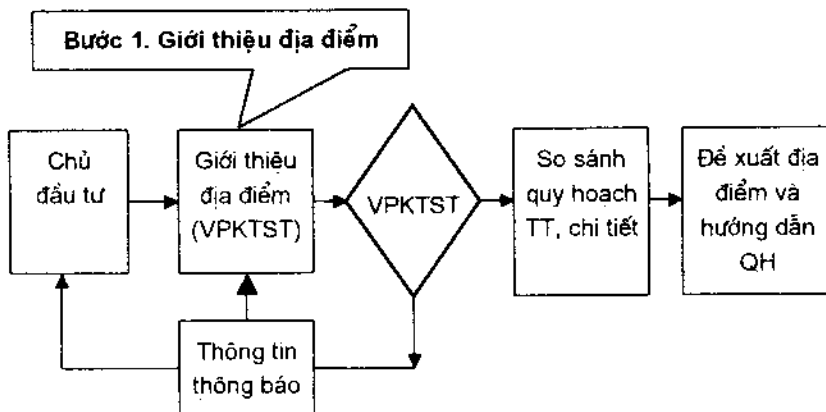 Bước 1. Giới thiệu địa điểm
Chủ
đầu tư
Giới thiệu
địa điểm
(VPKTST)
VPKTST
So sánh
quy hoach
TT, chi tiết
Đề xuất địa
điểm và
hướng dẫn
QH
Thông tin
thông báo